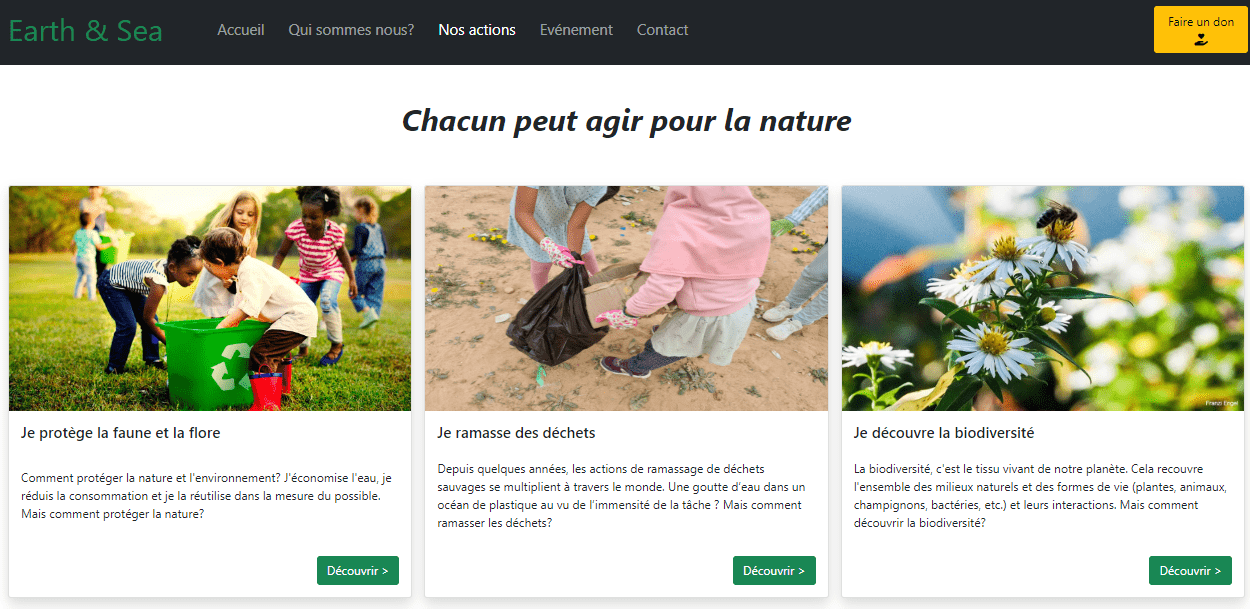 Earth & Sea
Accueil
Qui sommes nous?
Nos actions
Evénement
Contact
Faire un don
Chacun peut agir pour la nature
Je protège la faune et la flore
Comment protéger la nature et l'environnement? J'économise l'eau, je
réduis la consommation et je la réutilise dans la mesure du possible.
Mais comment protéger la nature?
Découvrir >
Je ramasse des déchets
Depuis quelques années, les actions de ramassage de déchets
sauvages se multiplient à travers le monde. Une goutte d'eau dans un
océan de plastique au vu de l'immensité de la tâche ? Mais comment
ramasser les déchets?
Découvrir >
Franzi Engel
Je découvre la biodiversité
La biodiversité, c'est le tissu vivant de notre planète. Cela recouvre
l'ensemble des milieux naturels et des formes de vie (plantes, animaux,
champignons, bactéries, etc.) et leurs interactions. Mais comment
découvrir la biodiversité?
Découvrir >